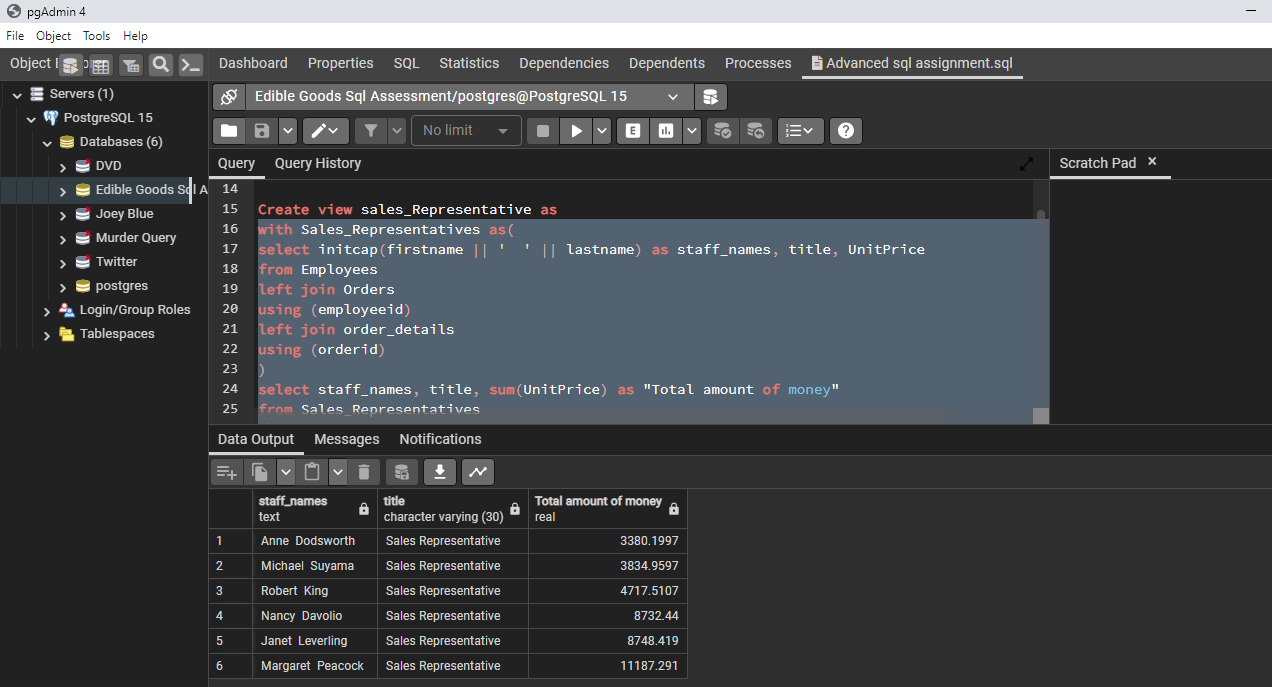 pgAdmin 4
File Object Tools Help
Object Dashboard Properties SQL Statistics Dependencies Dependents Processes Advanced sql assignment.sql
Servers (1)
PostgreSQL 15
Databases (6)
DVD
Edible Goods Sql A
Joey Blue
Murder Query
Twitter
postgres
Login/Group Roles
Tablespaces
Edible Goods Sql Assessment/postgres@PostgreSQL 15
No limit
E
Query Query History
Scratch Pad
14
15 Create view sales_Representative as
16 with Sales_Representatives as(
17 select initcap(firstname || '  ' || lastname) as staff_names, title, UnitPrice
18 from Employees
19 left join Orders
20 using (employeeid)
21 left join order_details
22 using (orderid)
23 )
24 select staff_names, title, sum(UnitPrice) as "Total amount of money"
25 from Sales_Representatives
Data Output Messages Notifications
staff_names title Total amount of money
text character varying (30) real
1 Anne  Dodsworth Sales Representative 3380.1997
2 Michael  Suyama Sales Representative 3834.9597
3 Robert  King Sales Representative 4717.5107
4 Nancy  Davolio Sales Representative 8732.44
5 Janet  Leverling Sales Representative 8748.419
6 Margaret  Peacock Sales Representative 11187.291